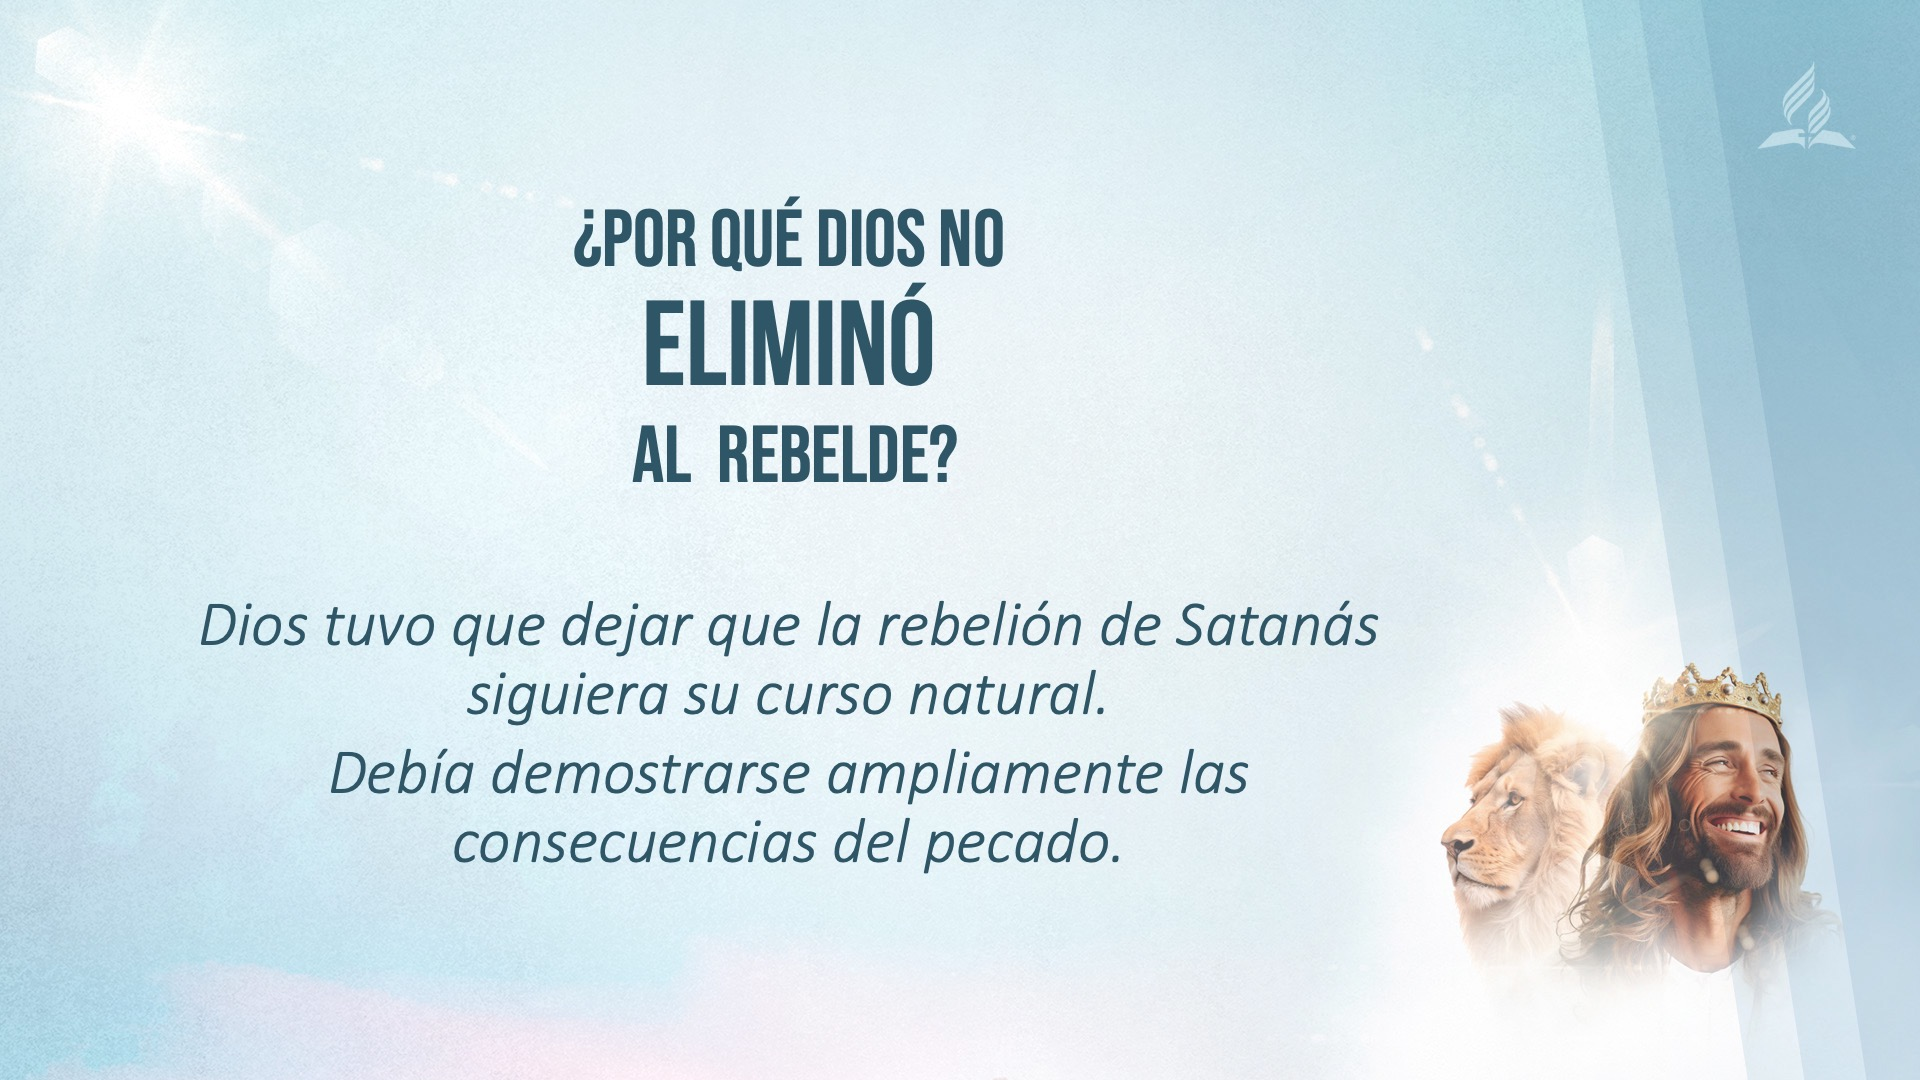 ¿POR QUÉ DIOS NO
ELIMINÓ
AL REBELDE?
Dios tuvo que dejar que la rebelión de Satanás
siguiera su curso natural.
Debía demostrarse ampliamente las
consecuencias del pecado.